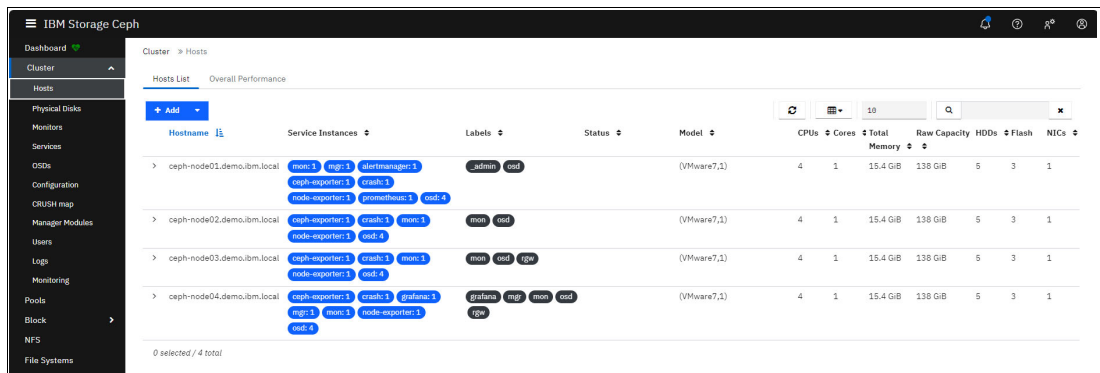 IBM Storage Ceph
Dashboard
Cluster
Hosts
Physical Disks
Monitors
Services
OSDs
Configuration
CRUSH map
Manager Modules
Users
Logs
Monitoring
Pools
Block
NFS
File Systems
Cluster » Hosts
Hosts List Overall Performance
+ Add 10
Hostname Service Instances Labels Status Model CPUs Cores Total Memory Raw Capacity HDDs Flash NICs
ceph-node01.demo.ibm.local mon: 1 mgr: 1 alertmanager: 1 _admin osd (VMware7,1) 4 1 15.4 GiB 138 GiB 5 3 1
ceph-exporter: 1 crash: 1
node-exporter: 1 prometheus: 1 osd: 4
ceph-node02.demo.ibm.local ceph-exporter: 1 crash: 1 mon: 1 mon osd (VMware7,1) 4 1 15.4 GiB 138 GiB 5 3 1
node-exporter: 1 osd: 4
ceph-node03.demo.ibm.local ceph-exporter: 1 crash: 1 mon: 1 mon osd rgw (VMware7,1) 4 1 15.4 GiB 138 GiB 5 3 1
node-exporter: 1 osd: 4
ceph-node04.demo.ibm.local ceph-exporter: 1 crash: 1 grafana: 1 grafana mgr mon osd (VMware7,1) 4 1 15.4 GiB 138 GiB 5 3 1
mgr: 1 mon: 1 node-exporter: 1 rgw
osd: 4
0 selected / 4 total